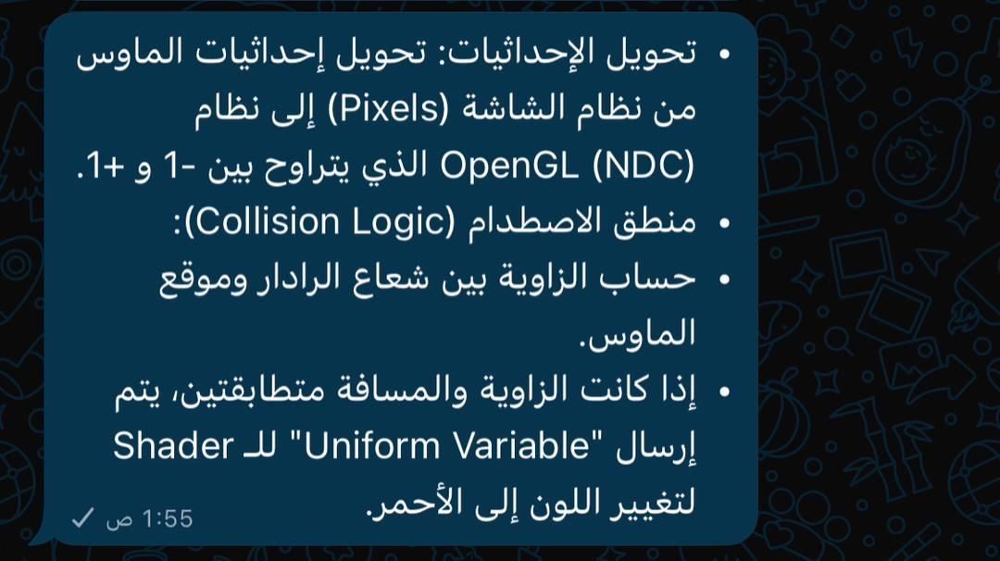 • تحويل الإحداثيات: تحويل إحداثيات الماوس
من نظام الشاشة (Pixels) إلى نظام
OpenGL (NDC) الذي يتراوح بين -1 و +1.
• منطق الاصطدام (Collision Logic):
• حساب الزاوية بين شعاع الرادار وموقع
الماوس.
• إذا كانت الزاوية والمسافة متطابقتين، يتم
إرسال "Uniform Variable" للـ Shader
لتغيير اللون إلى الأحمر.
1:55 ص